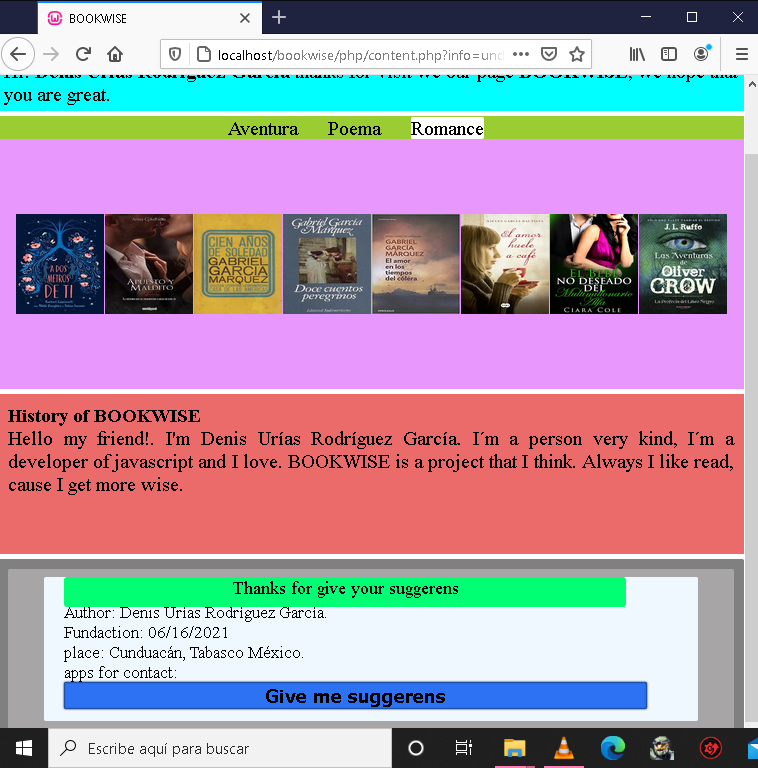 BOOKWISE
localhost/bookwise/php/content.php?info=und
Denis Urías Rodríguez García thanks for visit we our page BOOKWISE, we hope that
you are great.
Aventura Poema Romance
A DOS METROS DE TI
APUESTO Y MALDITO
CIEN AÑOS DE SOLEDAD
GABRIEL GARCIA MARQUEZ
Gabriel García Márquez
Doce cuentos peregrinos
GABRIEL GARCÍA MÁRQUEZ
El amor en los tiempos del cólera
El amor huele a café
EL BEBÉ NO DESEADO DEL Multimillonario Alfa
CIARA COLE
J. L. Ruffo
Las Aventuras de Oliver CROW
History of BOOKWISE
Hello my friend!. I'm Denis Urías Rodríguez García. I´m a person very kind, I´m a
developer of javascript and I love. BOOKWISE is a project that I think. Always I like read,
cause I get more wise.
Thanks for give your suggerens
Author: Denis Urías Rodríguez García.
Fundaction: 06/16/2021
place: Cunduacán, Tabasco México.
apps for contact:
Give me suggerens
Escribe aquí para buscar